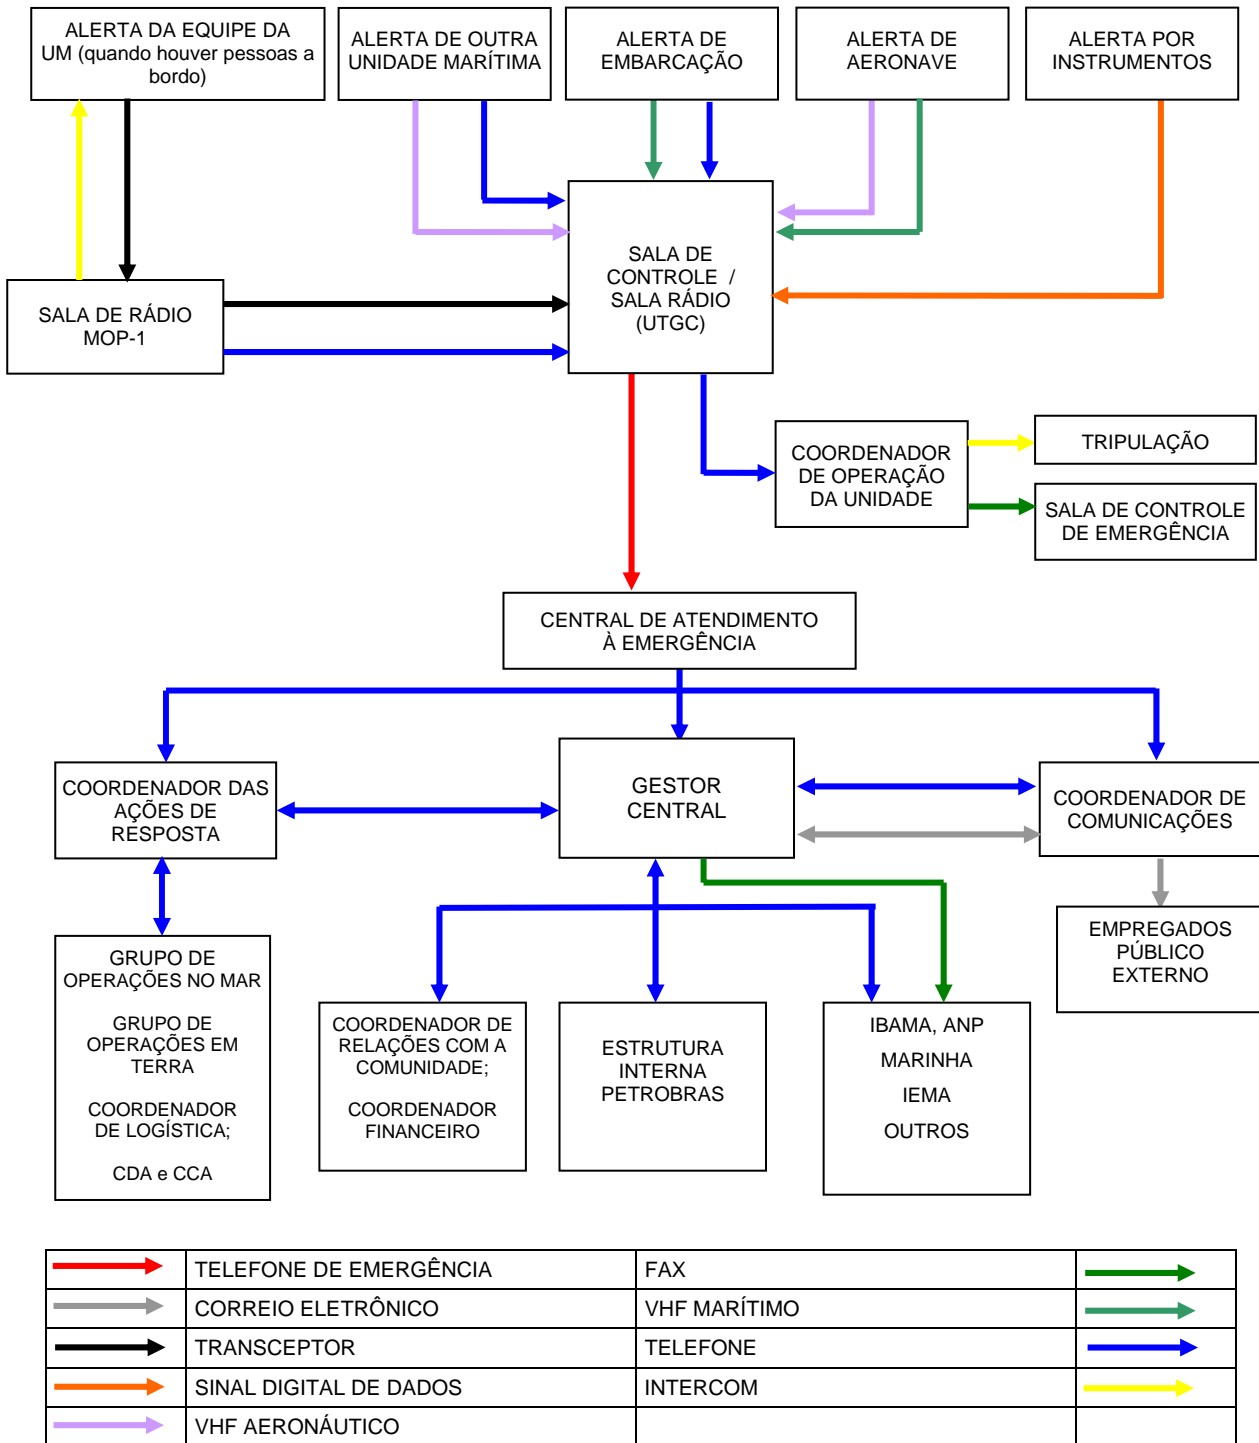 ALERTA DA EQUIPE DA
UM (quando houver pessoas a
bordo)
ALERTA DE OUTRA
UNIDADE MARÍTIMA
ALERTA DE
EMBARCAÇÃO
ALERTA DE
AERONAVE
ALERTA POR
INSTRUMENTOS
SALA DE RÁDIO
MOP-1
SALA DE
CONTROLE /
SALA RÁDIO
(UTGC)
COORDENADOR
DE OPERAÇÃO
DA UNIDADE
TRIPULAÇÃO
SALA DE CONTROLE
DE EMERGÊNCIA
CENTRAL DE ATENDIMENTO
À EMERGÊNCIA
COORDENADOR DAS
AÇÕES DE
RESPOSTA
GESTOR
CENTRAL
COORDENADOR DE
COMUNICAÇÕES
GRUPO DE
OPERAÇÕES NO MAR
GRUPO DE
OPERAÇÕES EM
TERRA
COORDENADOR
DE LOGÍSTICA;
CDA e CCA
COORDENADOR DE
RELAÇÕES COM A
COMUNIDADE;
COORDENADOR
FINANCEIRO
ESTRUTURA
INTERNA
PETROBRAS
IBAMA, ANP
MARINHA
IEMA
OUTROS
EMPREGADOS
PÚBLICO
EXTERNO
TELEFONE DE EMERGÊNCIA
FAX
CORREIO ELETRÔNICO
VHF MARÍTIMO
TRANSCEPTOR
TELEFONE
SINAL DIGITAL DE DADOS
INTERCOM
VHF AERONÁUTICO